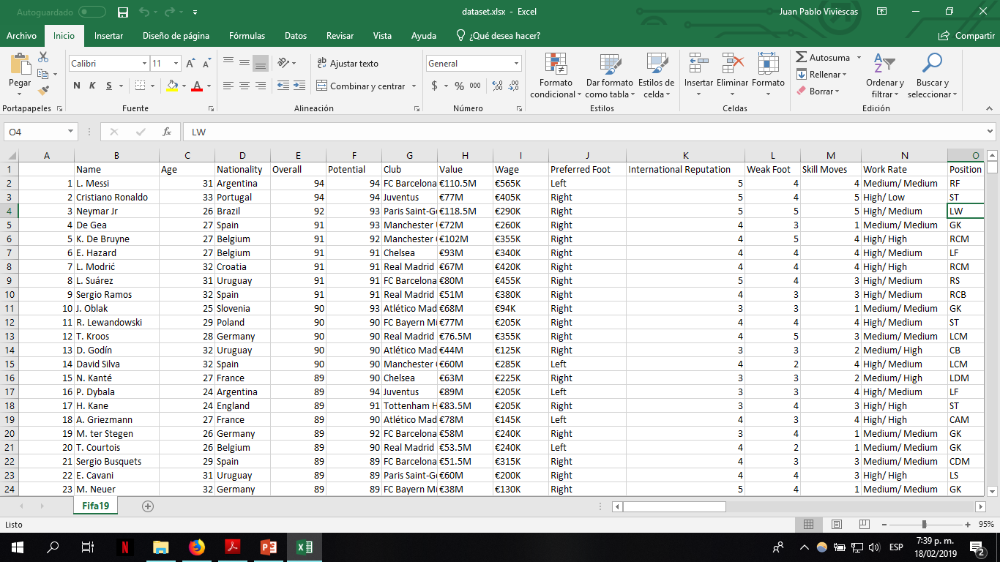 Autoguardado
dataset.xlsx - Excel
Juan Pablo Viviescas
Archivo Inicio Insertar Diseño de página Fórmulas Datos Revisar Vista Ayuda ¿Qué desea hacer? Compartir
Pegar
Calibri 11
N K S
Ajustar texto
Combinar y centrar
General
$ % 000
Formato condicional
Dar formato como tabla
Estilos de celda
Insertar Eliminar Formato
Autosuma
Rellenar
Borrar
Ordenar y filtrar
Buscar y seleccionar
Portapapeles Fuente Alineación Número Estilos Celdas Edición
O4 fx LW
A B C D E F G H I J K L M N O
1 Name Age Nationality Overall Potential Club Value Wage Preferred Foot International Reputation Weak Foot Skill Moves Work Rate Position
2 1 L. Messi 31 Argentina 94 94 FC Barcelona €110.5M €565K Left 5 4 4 Medium/ Medium RF
3 2 Cristiano Ronaldo 33 Portugal 94 94 Juventus €77M €405K Right 5 4 5 High/ Low ST
4 3 Neymar Jr 26 Brazil 92 93 Paris Saint-Ge €118.5M €290K Right 5 5 5 High/ Medium LW
5 4 De Gea 27 Spain 91 93 Manchester €72M €260K Right 4 3 1 Medium/ Medium GK
6 5 K. De Bruyne 27 Belgium 91 92 Manchester €102M €355K Right 4 5 4 High/ High RCM
7 6 E. Hazard 27 Belgium 91 91 Chelsea €93M €340K Right 4 4 4 High/ Medium LF
8 7 L. Modrić 32 Croatia 91 91 Real Madrid €67M €420K Right 4 4 4 High/ High RCM
9 8 L. Suárez 31 Uruguay 91 91 FC Barcelona €80M €455K Right 5 4 3 High/ Medium RS
10 9 Sergio Ramos 32 Spain 91 91 Real Madrid €51M €380K Right 4 3 3 High/ Medium RCB
11 10 J. Oblak 25 Slovenia 90 93 Atlético Mad €68M €94K Right 3 3 1 Medium/ Medium GK
12 11 R. Lewandowski 29 Poland 90 90 FC Bayern Mu €77M €205K Right 4 4 4 High/ Medium ST
13 12 T. Kroos 28 Germany 90 90 Real Madrid €76.5M €355K Right 4 5 3 Medium/ Medium LCM
14 13 D. Godín 32 Uruguay 90 90 Atlético Mad €44M €125K Right 3 3 2 Medium/ High CB
15 14 David Silva 32 Spain 90 90 Manchester €60M €285K Left 4 2 4 High/ Medium LCM
16 15 N. Kanté 27 France 89 90 Chelsea €63M €225K Right 3 3 2 Medium/ High LDM
17 16 P. Dybala 24 Argentina 89 94 Juventus €89M €205K Left 3 3 4 High/ Medium LF
18 17 H. Kane 24 England 89 91 Tottenham H €83.5M €205K Right 3 4 3 High/ High ST
19 18 A. Griezmann 27 France 89 90 Atlético Mad €78M €145K Left 4 3 4 High/ High CAM
20 19 M. ter Stegen 26 Germany 89 92 FC Barcelona €58M €240K Right 3 4 1 Medium/ Medium GK
21 20 T. Courtois 26 Belgium 89 90 Real Madrid €53.5M €240K Left 4 2 1 Medium/ Medium GK
22 21 Sergio Busquets 29 Spain 89 89 FC Barcelona €51.5M €315K Right 4 3 3 Medium/ Medium CDM
23 22 E. Cavani 31 Uruguay 89 89 Paris Saint-Ge €60M €200K Right 4 4 3 High/ High LS
24 23 M. Neuer 32 Germany 89 89 FC Bayern Mu €38M €130K Right 5 4 1 Medium/ Medium GK
Fifa19
Listo
95%
ESP
7:39 p. m.
18/02/2019
2